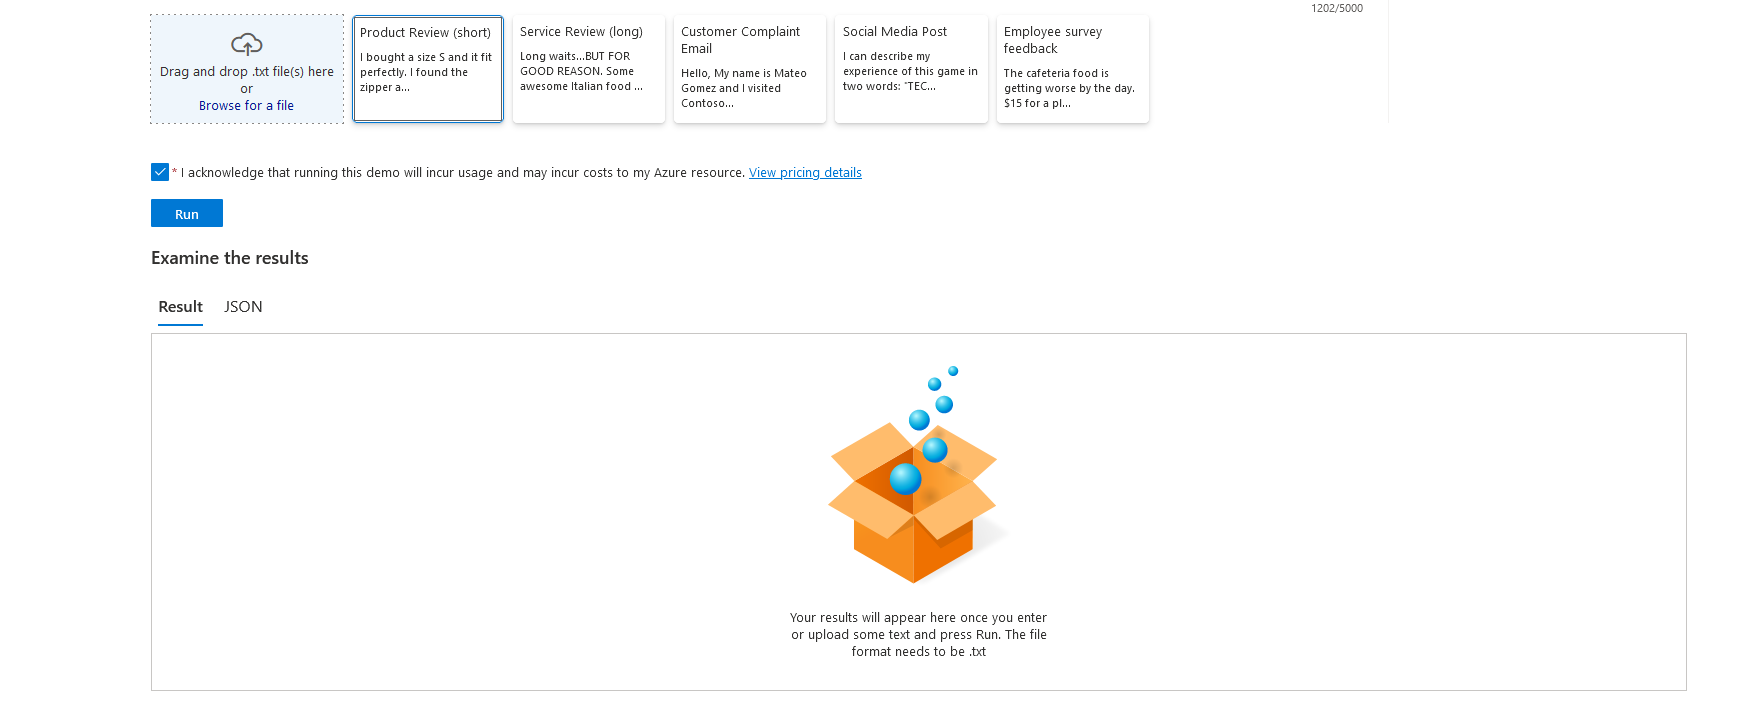 1202/5000
Drag and drop .txt file(s) here
or
Browse for a file
Product Review (short)
I bought a size S and it fit
perfectly. I found the
zipper a...
Service Review (long)
Long waits...BUT FOR
GOOD REASON. Some
awesome Italian food ...
Customer Complaint
Email
Hello, My name is Mateo
Gomez and I visited
Contoso...
Social Media Post
I can describe my
experience of this game in
two words: “TEC...
Employee survey
feedback
The cafeteria food is
getting worse by the day.
$15 for a pl...
* I acknowledge that running this demo will incur usage and may incur costs to my Azure resource. View pricing details
Run
Examine the results
Result JSON
Your results will appear here once you enter
or upload some text and press Run. The file
format needs to be .txt